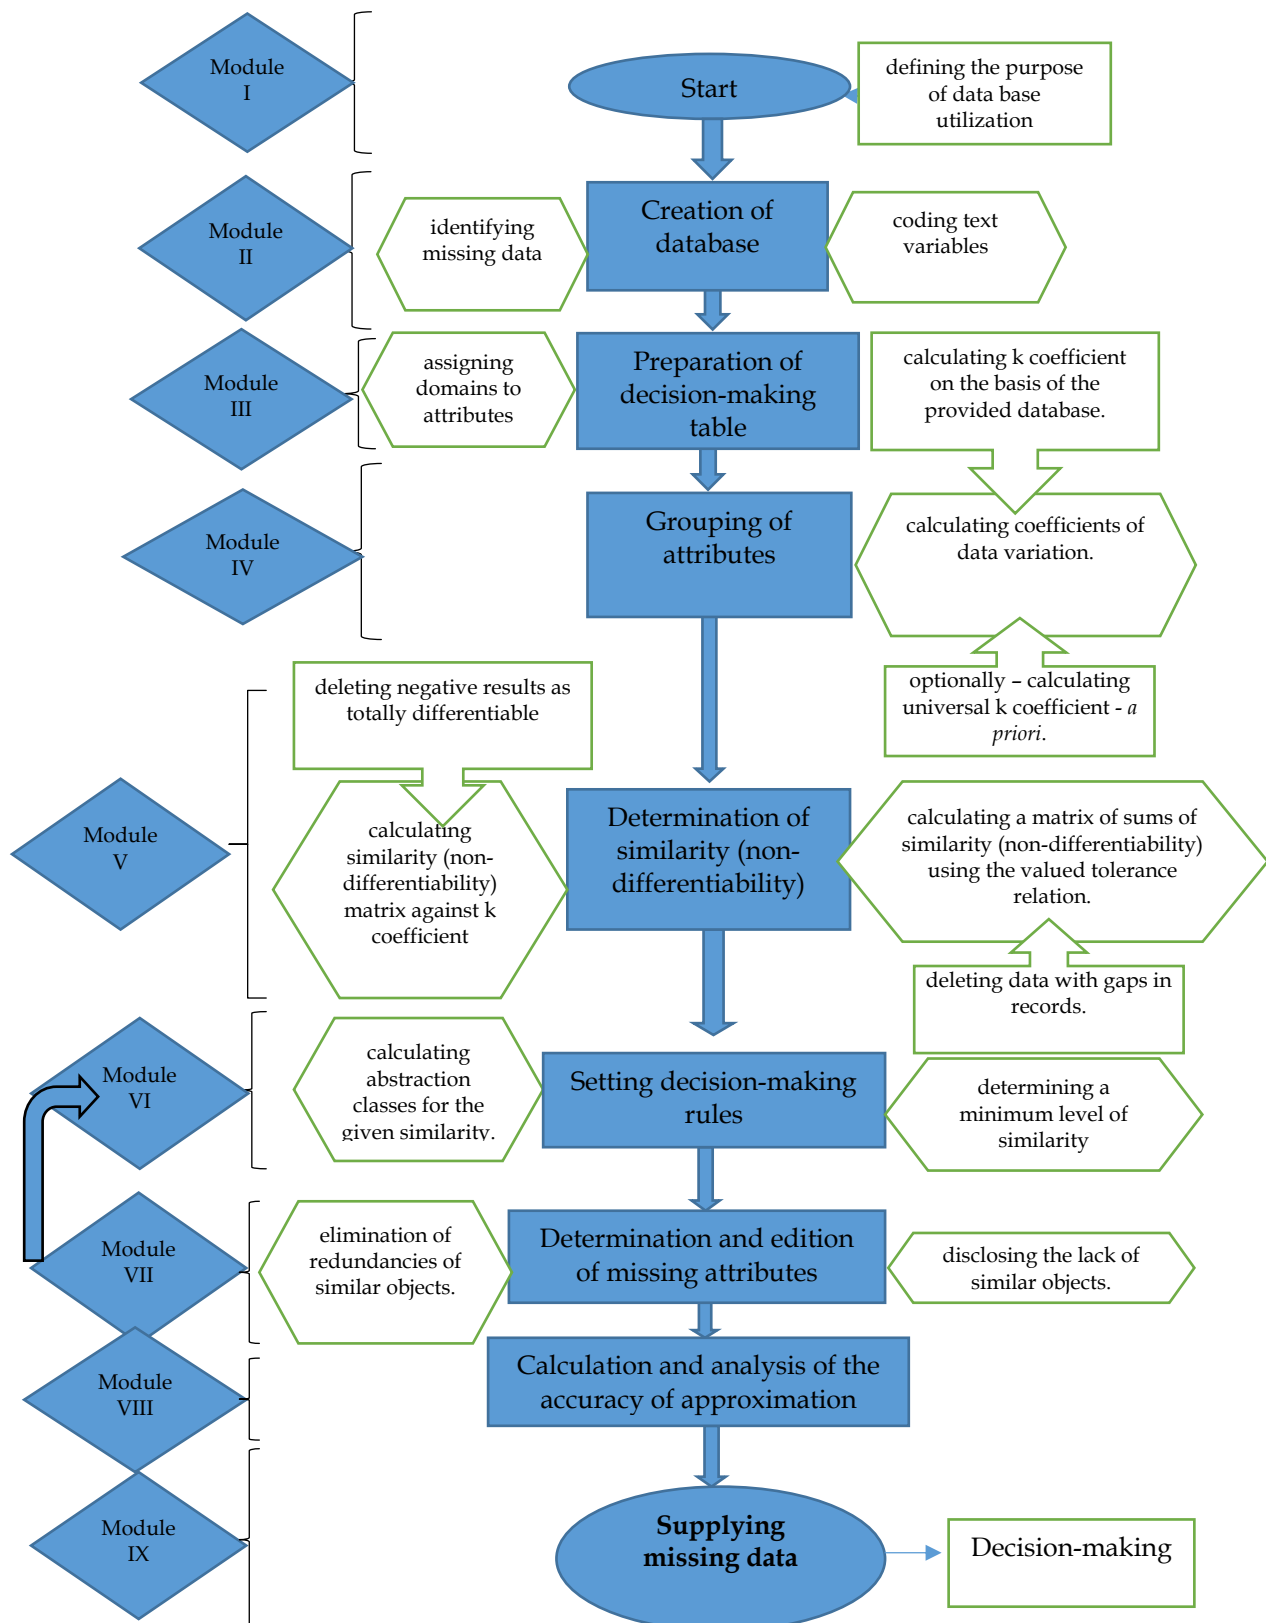 Module
I
Start
defining the purpose
of data base
utilization
Module
II
identifying
missing data
Creation of
database
coding text
variables
Module
III
assigning
domains to
attributes
Preparation of
decision-making
table
calculating k coefficient
on the basis of the
provided database.
Module
IV
Grouping of
attributes
calculating coefficients of
data variation.
optionally – calculating
universal k coefficient - a
priori.
deleting negative results as
totally differentiable
Module
V
calculating
similarity (non-
differentiability)
matrix against k
coefficient
Determination of
similarity (non-
differentiability)
calculating a matrix of sums of
similarity (non-differentiability)
using the valued tolerance
relation.
deleting data with gaps in
records.
Module
VI
calculating
abstraction
classes for the
given similarity.
Setting decision-making
rules
determining a
minimum level of
similarity
Module
VII
elimination of
redundancies of
similar objects.
Determination and edition
of missing attributes
disclosing the lack of
similar objects.
Module
VIII
Calculation and analysis of the
accuracy of approximation
Module
IX
Supplying
missing data
Decision-making